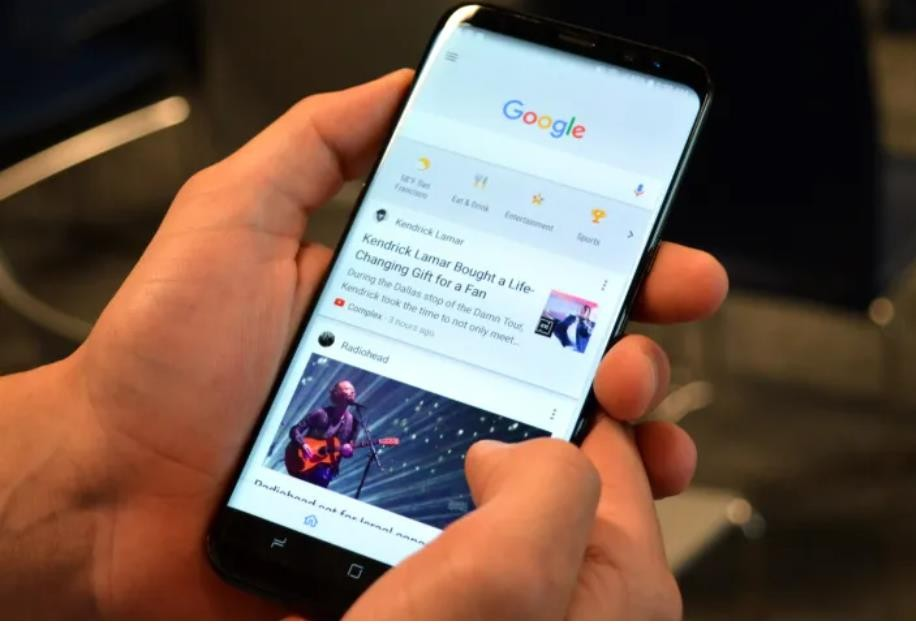 Google
58°F San
Francisco
Eat & Drink
Entertainment
Sports
Kendrick Lamar
Kendrick Lamar Bought a Life-
Changing Gift for a Fan
During the Dallas stop of the Damn Tour,
Kendrick took the time to not only meet...
Complex · 3 hours ago
Radiohead
Radiohead set for Israel